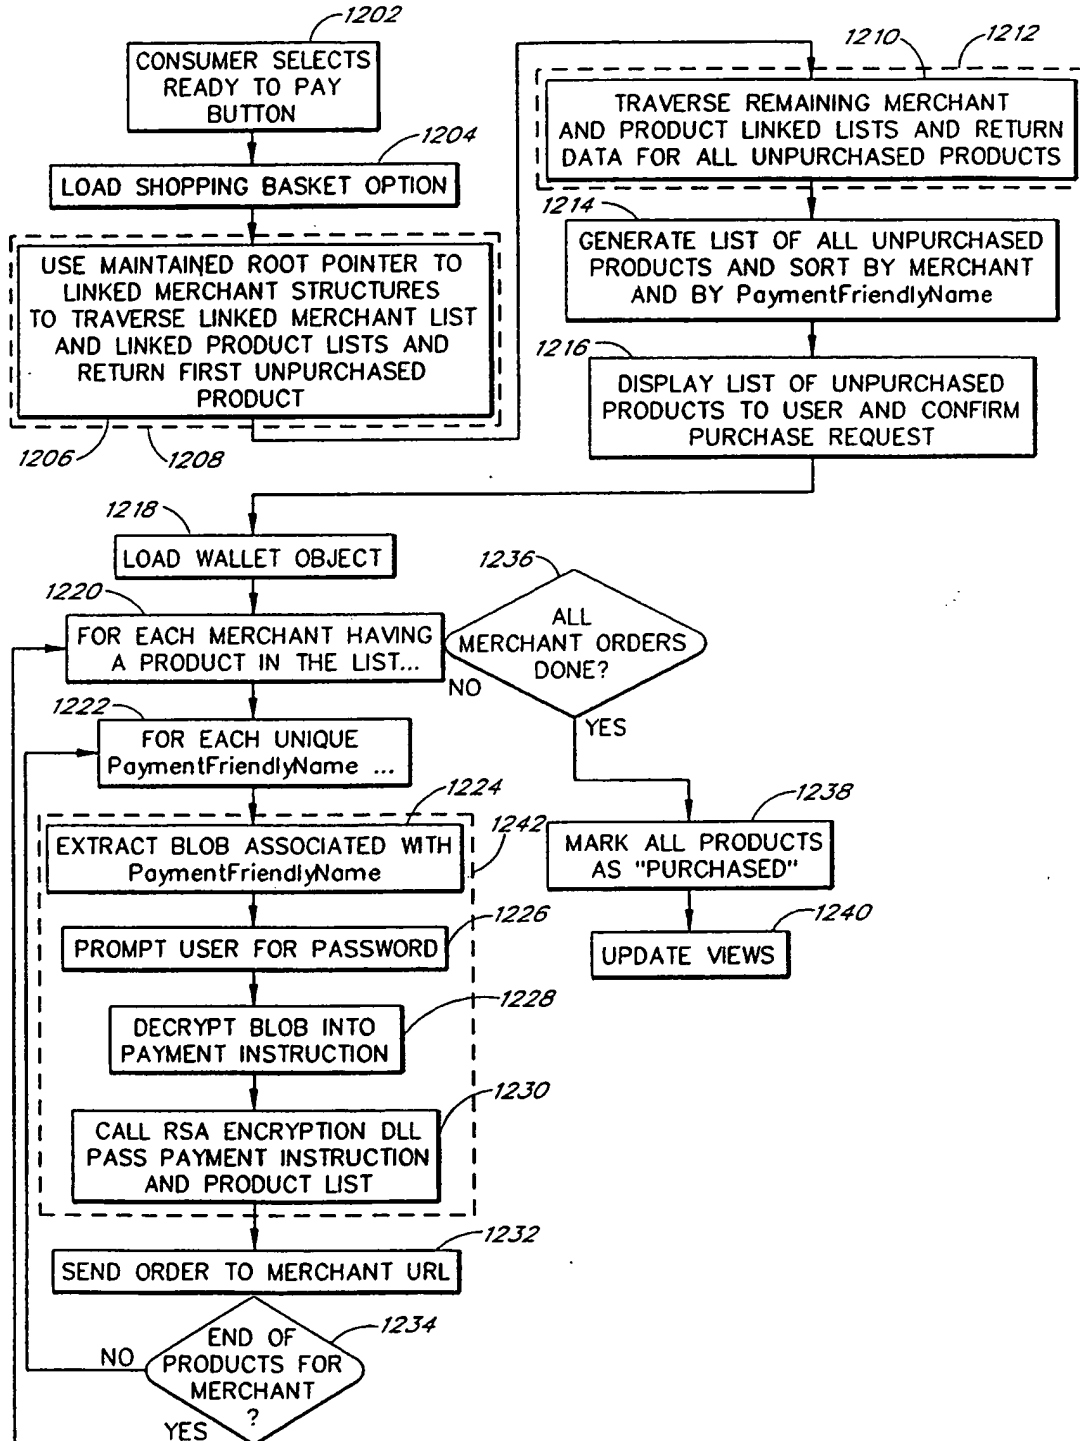 1202
CONSUMER SELECTS
READY TO PAY
BUTTON
1204
LOAD SHOPPING BASKET OPTION
USE MAINTAINED ROOT POINTER TO
LINKED MERCHANT STRUCTURES
TO TRAVERSE LINKED MERCHANT LIST
AND LINKED PRODUCT LISTS AND
RETURN FIRST UNPURCHASED
PRODUCT
1206
1208
1210
1212
TRAVERSE REMAINING MERCHANT
AND PRODUCT LINKED LISTS AND RETURN
DATA FOR ALL UNPURCHASED PRODUCTS
1214
GENERATE LIST OF ALL UNPURCHASED
PRODUCTS AND SORT BY MERCHANT
AND BY PaymentFriendlyName
1216
DISPLAY LIST OF UNPURCHASED
PRODUCTS TO USER AND CONFIRM
PURCHASE REQUEST
1218
LOAD WALLET OBJECT
1220
FOR EACH MERCHANT HAVING
A PRODUCT IN THE LIST...
1236
ALL
MERCHANT ORDERS
DONE?
NO
YES
1222
FOR EACH UNIQUE
PaymentFriendlyName ...
1224
1242
EXTRACT BLOB ASSOCIATED WITH
PaymentFriendlyName
1226
PROMPT USER FOR PASSWORD
1228
DECRYPT BLOB INTO
PAYMENT INSTRUCTION
1230
CALL RSA ENCRYPTION DLL
PASS PAYMENT INSTRUCTION
AND PRODUCT LIST
1238
MARK ALL PRODUCTS
AS "PURCHASED"
1240
UPDATE VIEWS
1232
SEND ORDER TO MERCHANT URL
1234
END OF
PRODUCTS FOR
MERCHANT
?
NO
YES